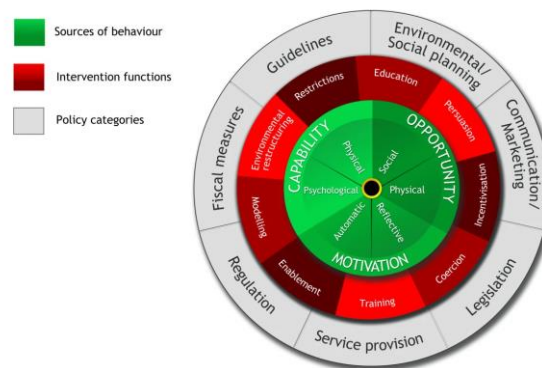 Sources of behaviour
Intervention functions
Policy categories
Guidelines
Environmental/
Social planning
Communication/
Marketing
Legislation
Service provision
Regulation
Fiscal measures
Restrictions
Education
Persuasion
Incentivisation
Coercion
Training
Enablement
Modelling
Environmental
restructuring
CAPABILITY
OPPORTUNITY
MOTIVATION
Physical
Social
Psychological
Physical
Automatic
Reflective